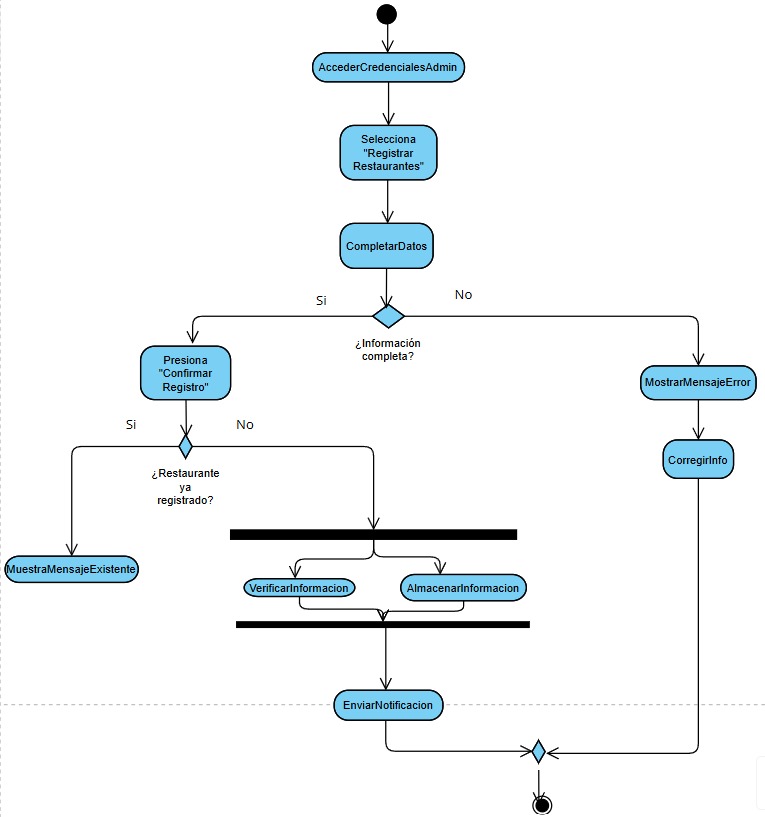 AccederCredencialesAdmin
Selecciona
"Registrar
Restaurantes"
CompletarDatos
Si
No
¿Información
completa?
Presiona
"Confirmar
Registro"
MostrarMensajeError
Si
No
CorregirInfo
¿Restaurante
ya
registrado?
MuestraMensajeExistente
VerificarInformacion
AlmacenarInformacion
EnviarNotificacion